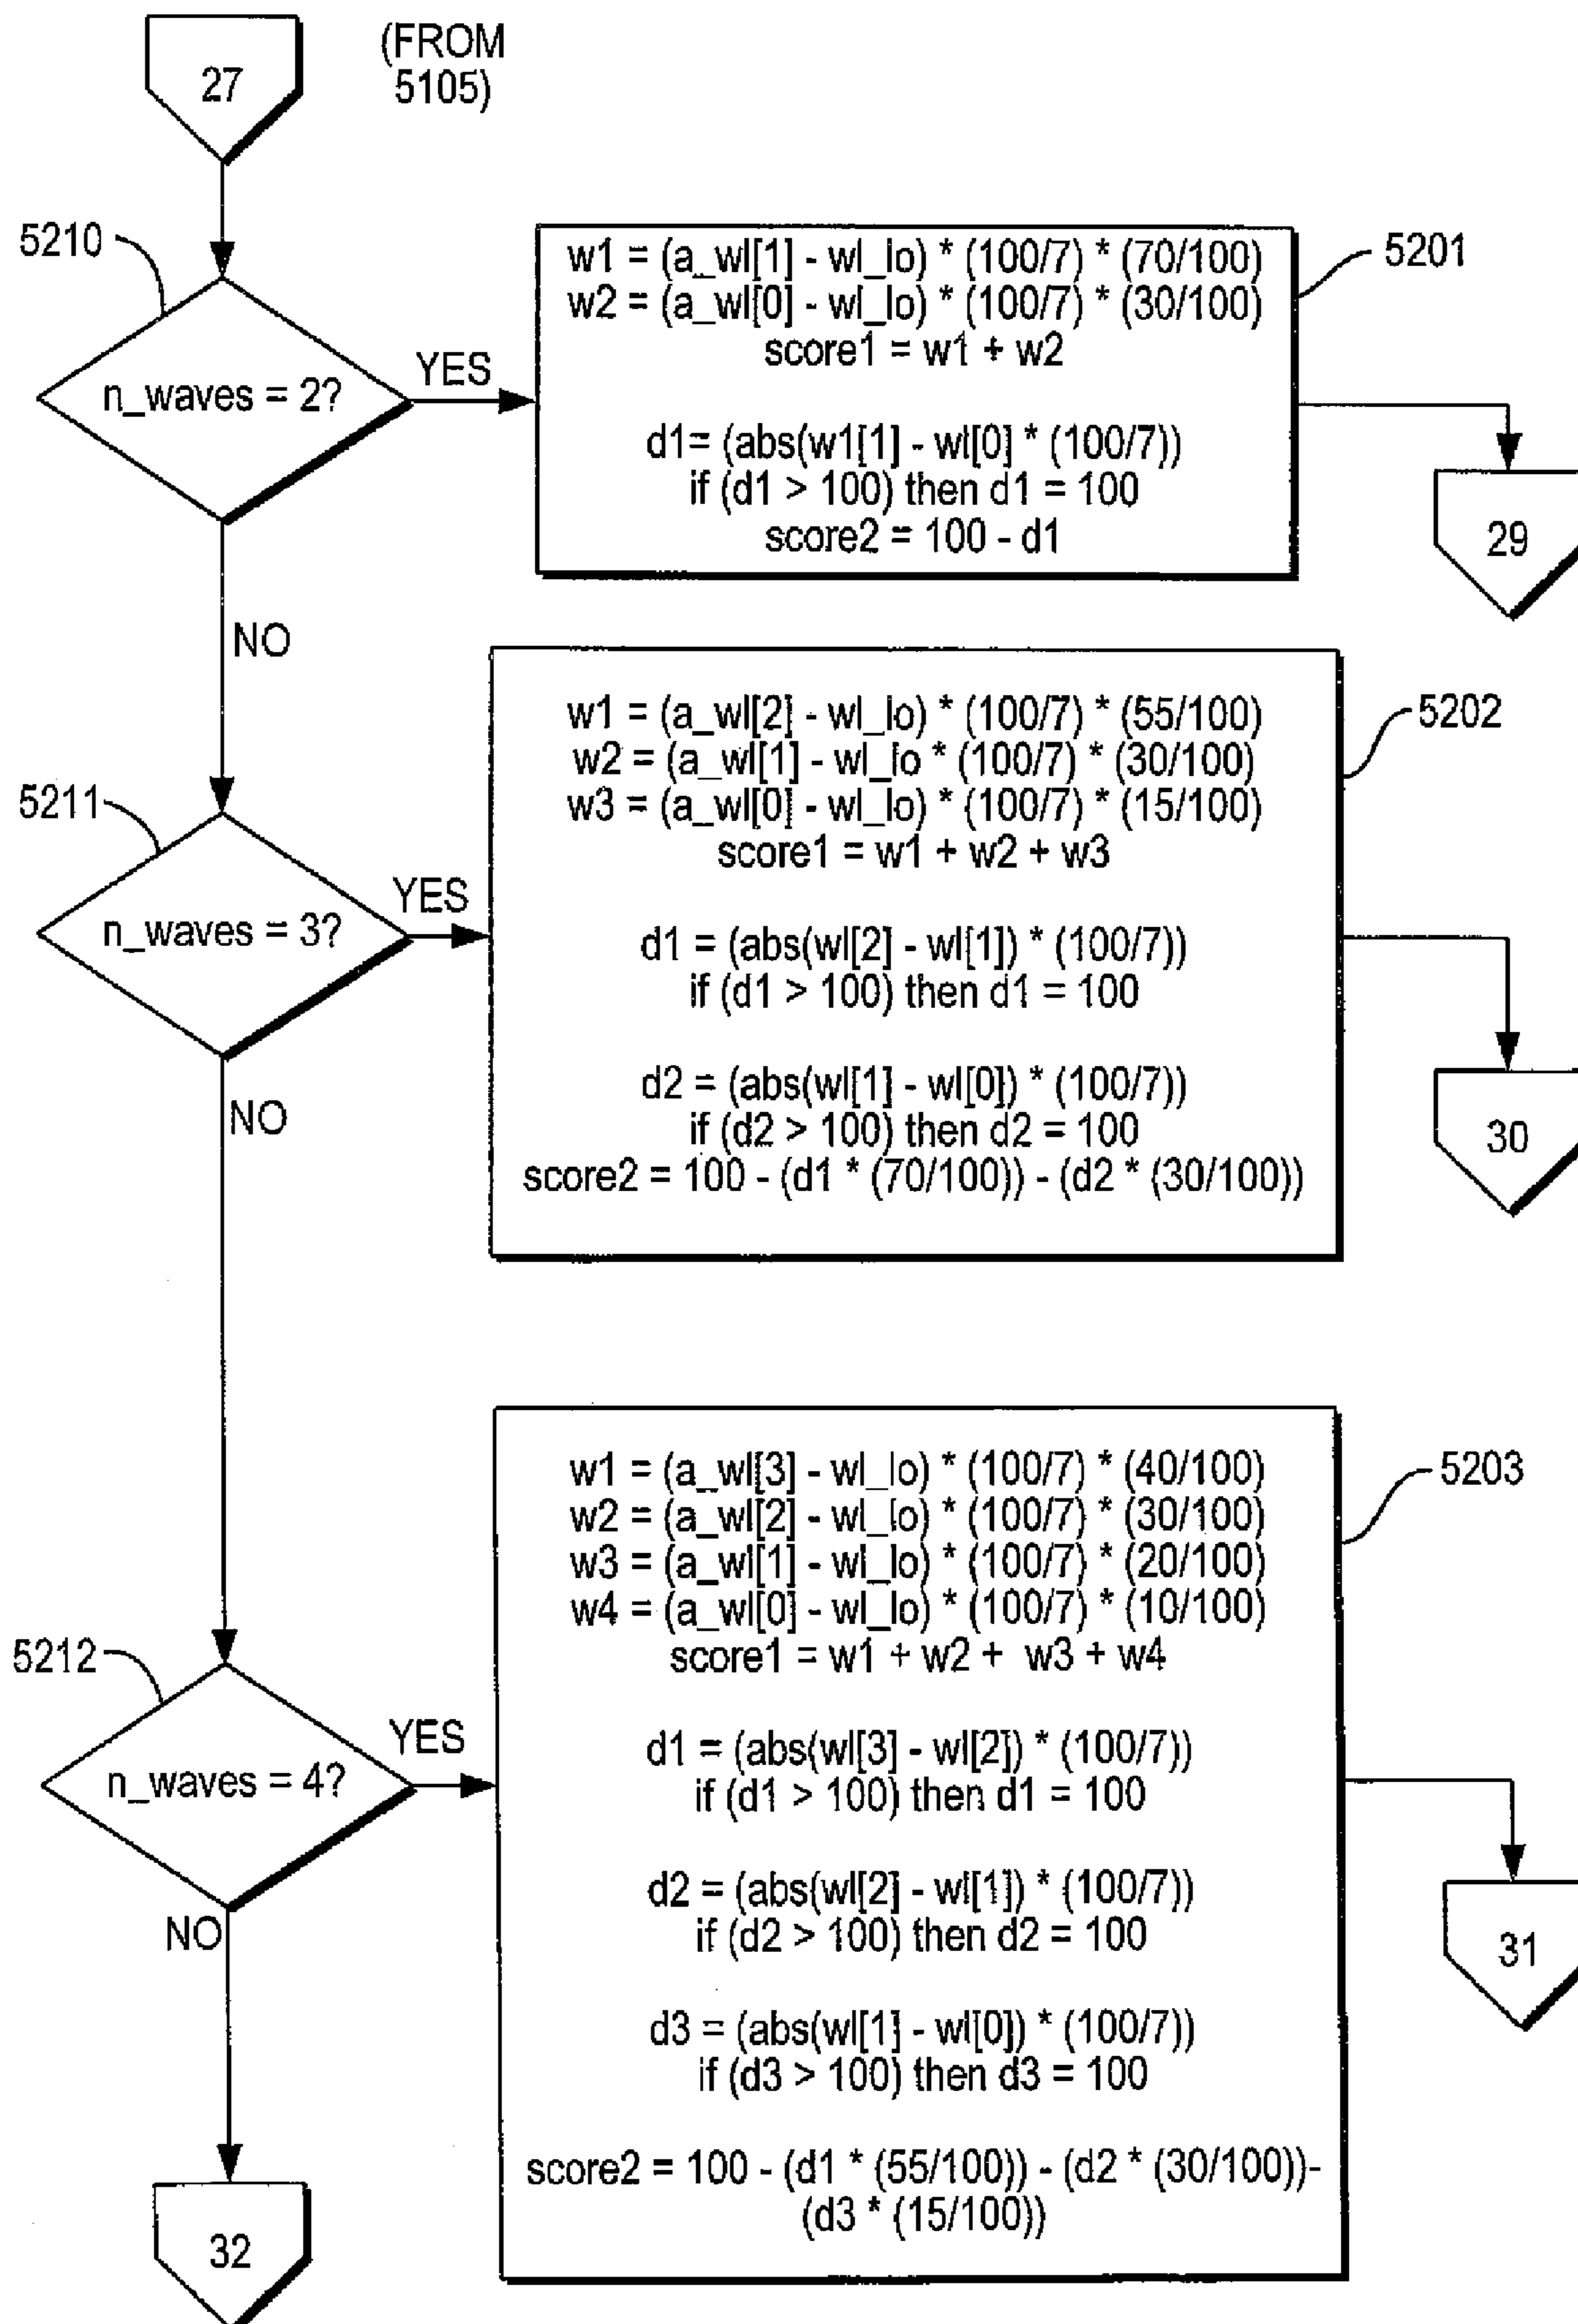 27
(FROM
5105)
5210
n_waves = 2?
YES
w1 = (a_wl[1] - wl_lo) * (100/7) * (70/100)
w2 = (a_wl[0] - wl_lo) * (100/7) * (30/100)
score1 = w1 + w2
d1= (abs(w1[1] - wl[0] * (100/7))
if (d1 > 100) then d1 = 100
score2 = 100 - d1
5201
29
NO
5211
n_waves = 3?
YES
w1 = (a_wl[2] - wl_lo) * (100/7) * (55/100)
w2 = (a_wl[1] - wl_lo * (100/7) * (30/100)
w3 = (a_wl[0] - wl_lo) * (100/7) * (15/100)
score1 = w1 + w2 + w3
d1 = (abs(wl[2] - wl[1]) * (100/7))
if (d1 > 100) then d1 = 100
d2 = (abs(wl[1] - wl[0]) * (100/7))
if (d2 > 100) then d2 = 100
score2 = 100 - (d1 * (70/100)) - (d2 * (30/100))
5202
30
NO
5212
n_waves = 4?
YES
w1 = (a_wl[3] - wl_lo) * (100/7) * (40/100)
w2 = (a_wl[2] - wl_lo) * (100/7) * (30/100)
w3 = (a_wl[1] - wl_lo) * (100/7) * (20/100)
w4 = (a_wl[0] - wl_lo) * (100/7) * (10/100)
score1 = w1 + w2 + w3 + w4
d1 = (abs(wl[3] - wl[2]) * (100/7))
if (d1 > 100) then d1 = 100
d2 = (abs(wl[2] - wl[1]) * (100/7))
if (d2 > 100) then d2 = 100
d3 = (abs(wl[1] - wl[0]) * (100/7))
if (d3 > 100) then d3 = 100
score2 = 100 - (d1 * (55/100)) - (d2 * (30/100))-
(d3 * (15/100))
5203
31
NO
32